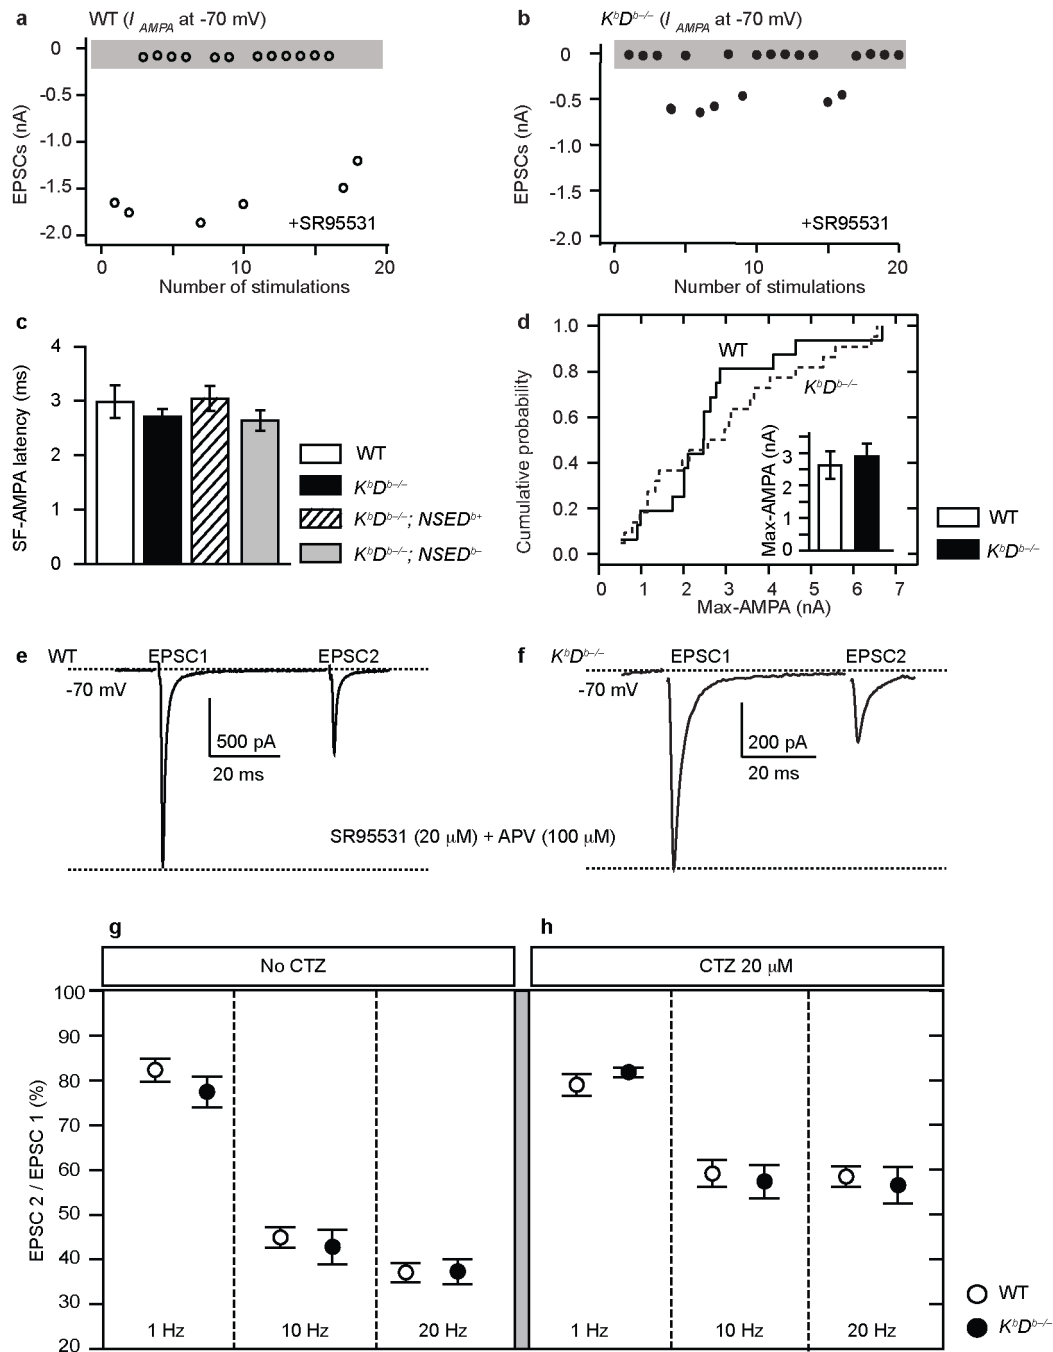 a
WT (I AMPA at -70 mV)
0
-0.5
-1.0
-1.5
-2.0
EPSCs (nA)
+SR95531
0
10
20
Number of stimulations
b
KᵇDᵇ⁻/⁻ (I AMPA at -70 mV)
0
-0.5
-1.0
-1.5
-2.0
EPSCs (nA)
+SR95531
0
10
20
Number of stimulations
c
4
3
2
1
0
SF-AMPA latency (ms)
WT
KᵇDᵇ⁻/⁻
KᵇDᵇ⁻/⁻; NSEDᵇ⁺
KᵇDᵇ⁻/⁻; NSEDᵇ⁻
d
1.0
0.8
0.6
0.4
0.2
0.0
Cumulative probability
WT
KᵇDᵇ⁻/⁻
Max-AMPA (nA)
3
2
1
0
0
1
2
3
4
5
6
7
Max-AMPA (nA)
WT
KᵇDᵇ⁻/⁻
e
WT
EPSC1
EPSC2
-70 mV
500 pA
20 ms
f
KᵇDᵇ⁻/⁻
EPSC1
EPSC2
-70 mV
200 pA
20 ms
SR95531 (20 µM) + APV (100 µM)
g
No CTZ
h
CTZ 20 µM
100
90
80
70
60
50
40
30
20
EPSC 2 / EPSC 1 (%)
1 Hz
10 Hz
20 Hz
1 Hz
10 Hz
20 Hz
WT
KᵇDᵇ⁻/⁻